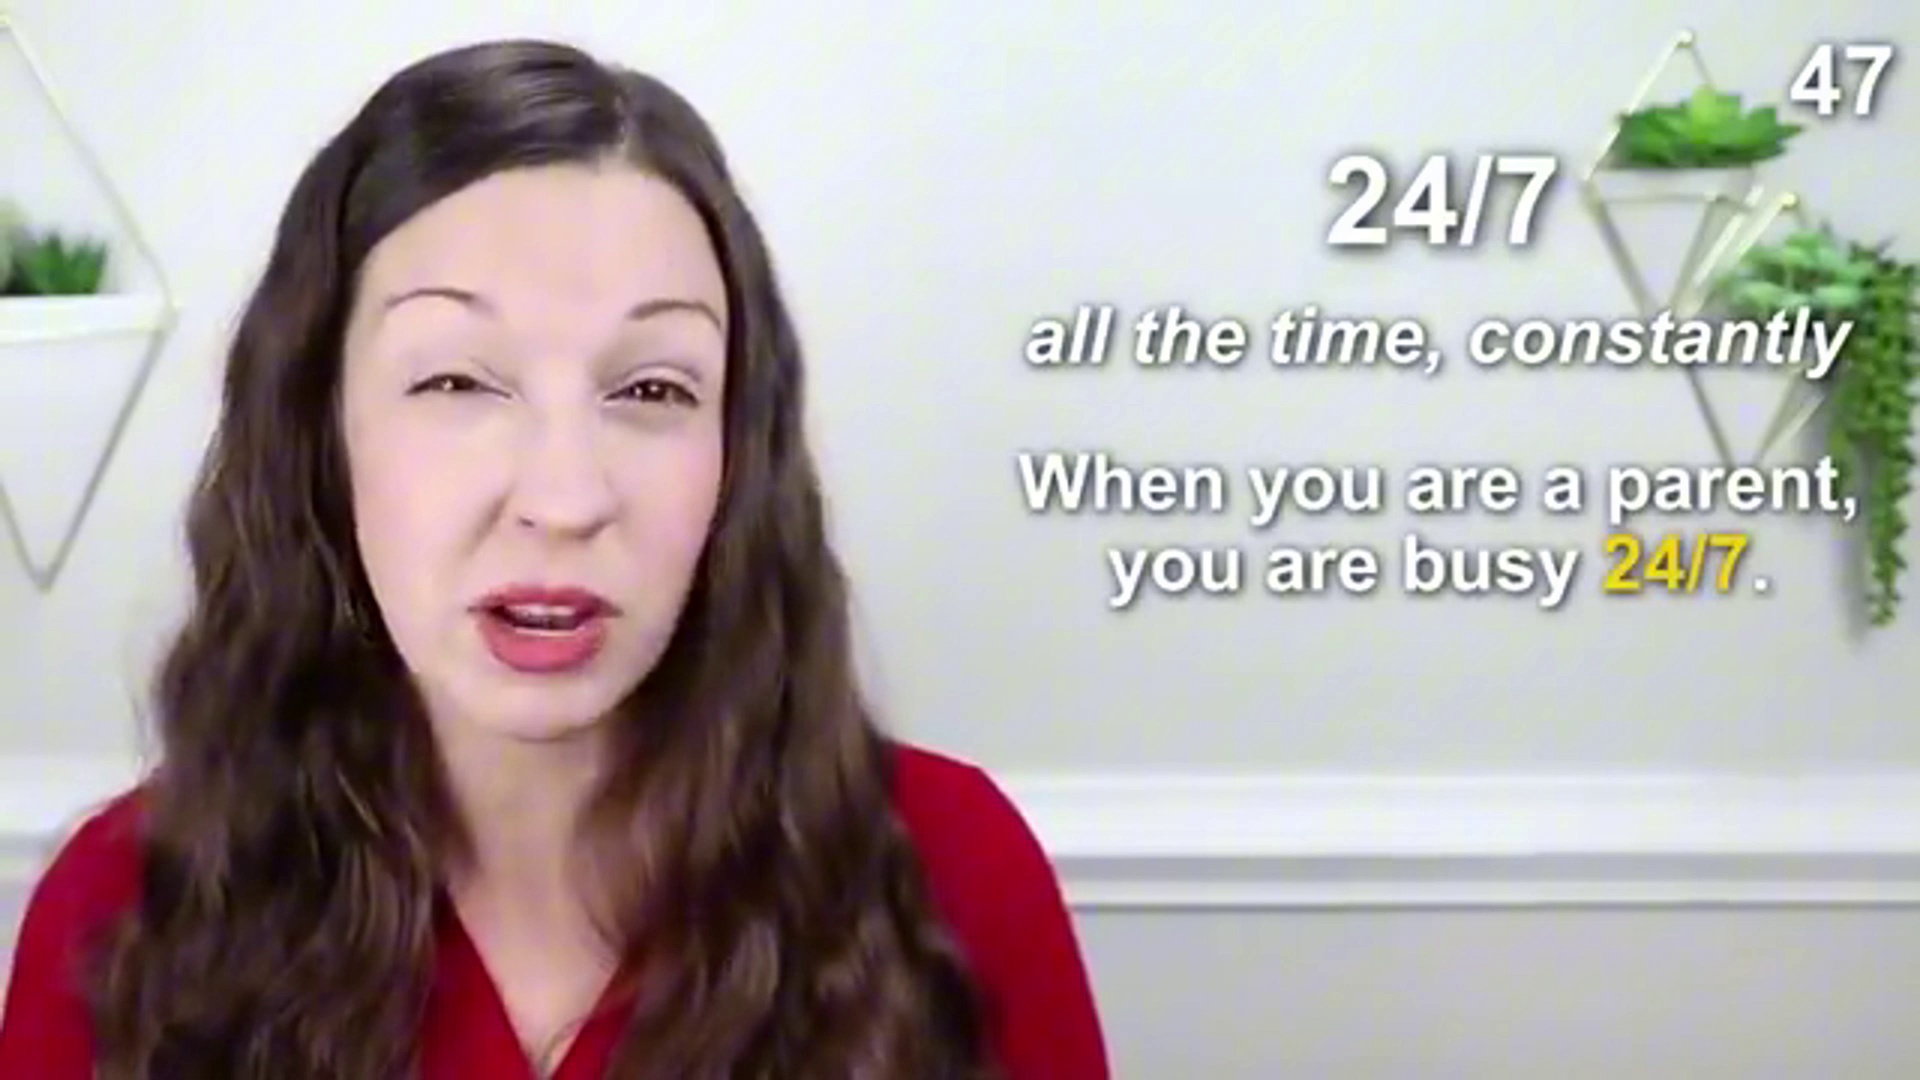 47
24/7
all the time, constantly
When you are a parent,
you are busy 24/7.